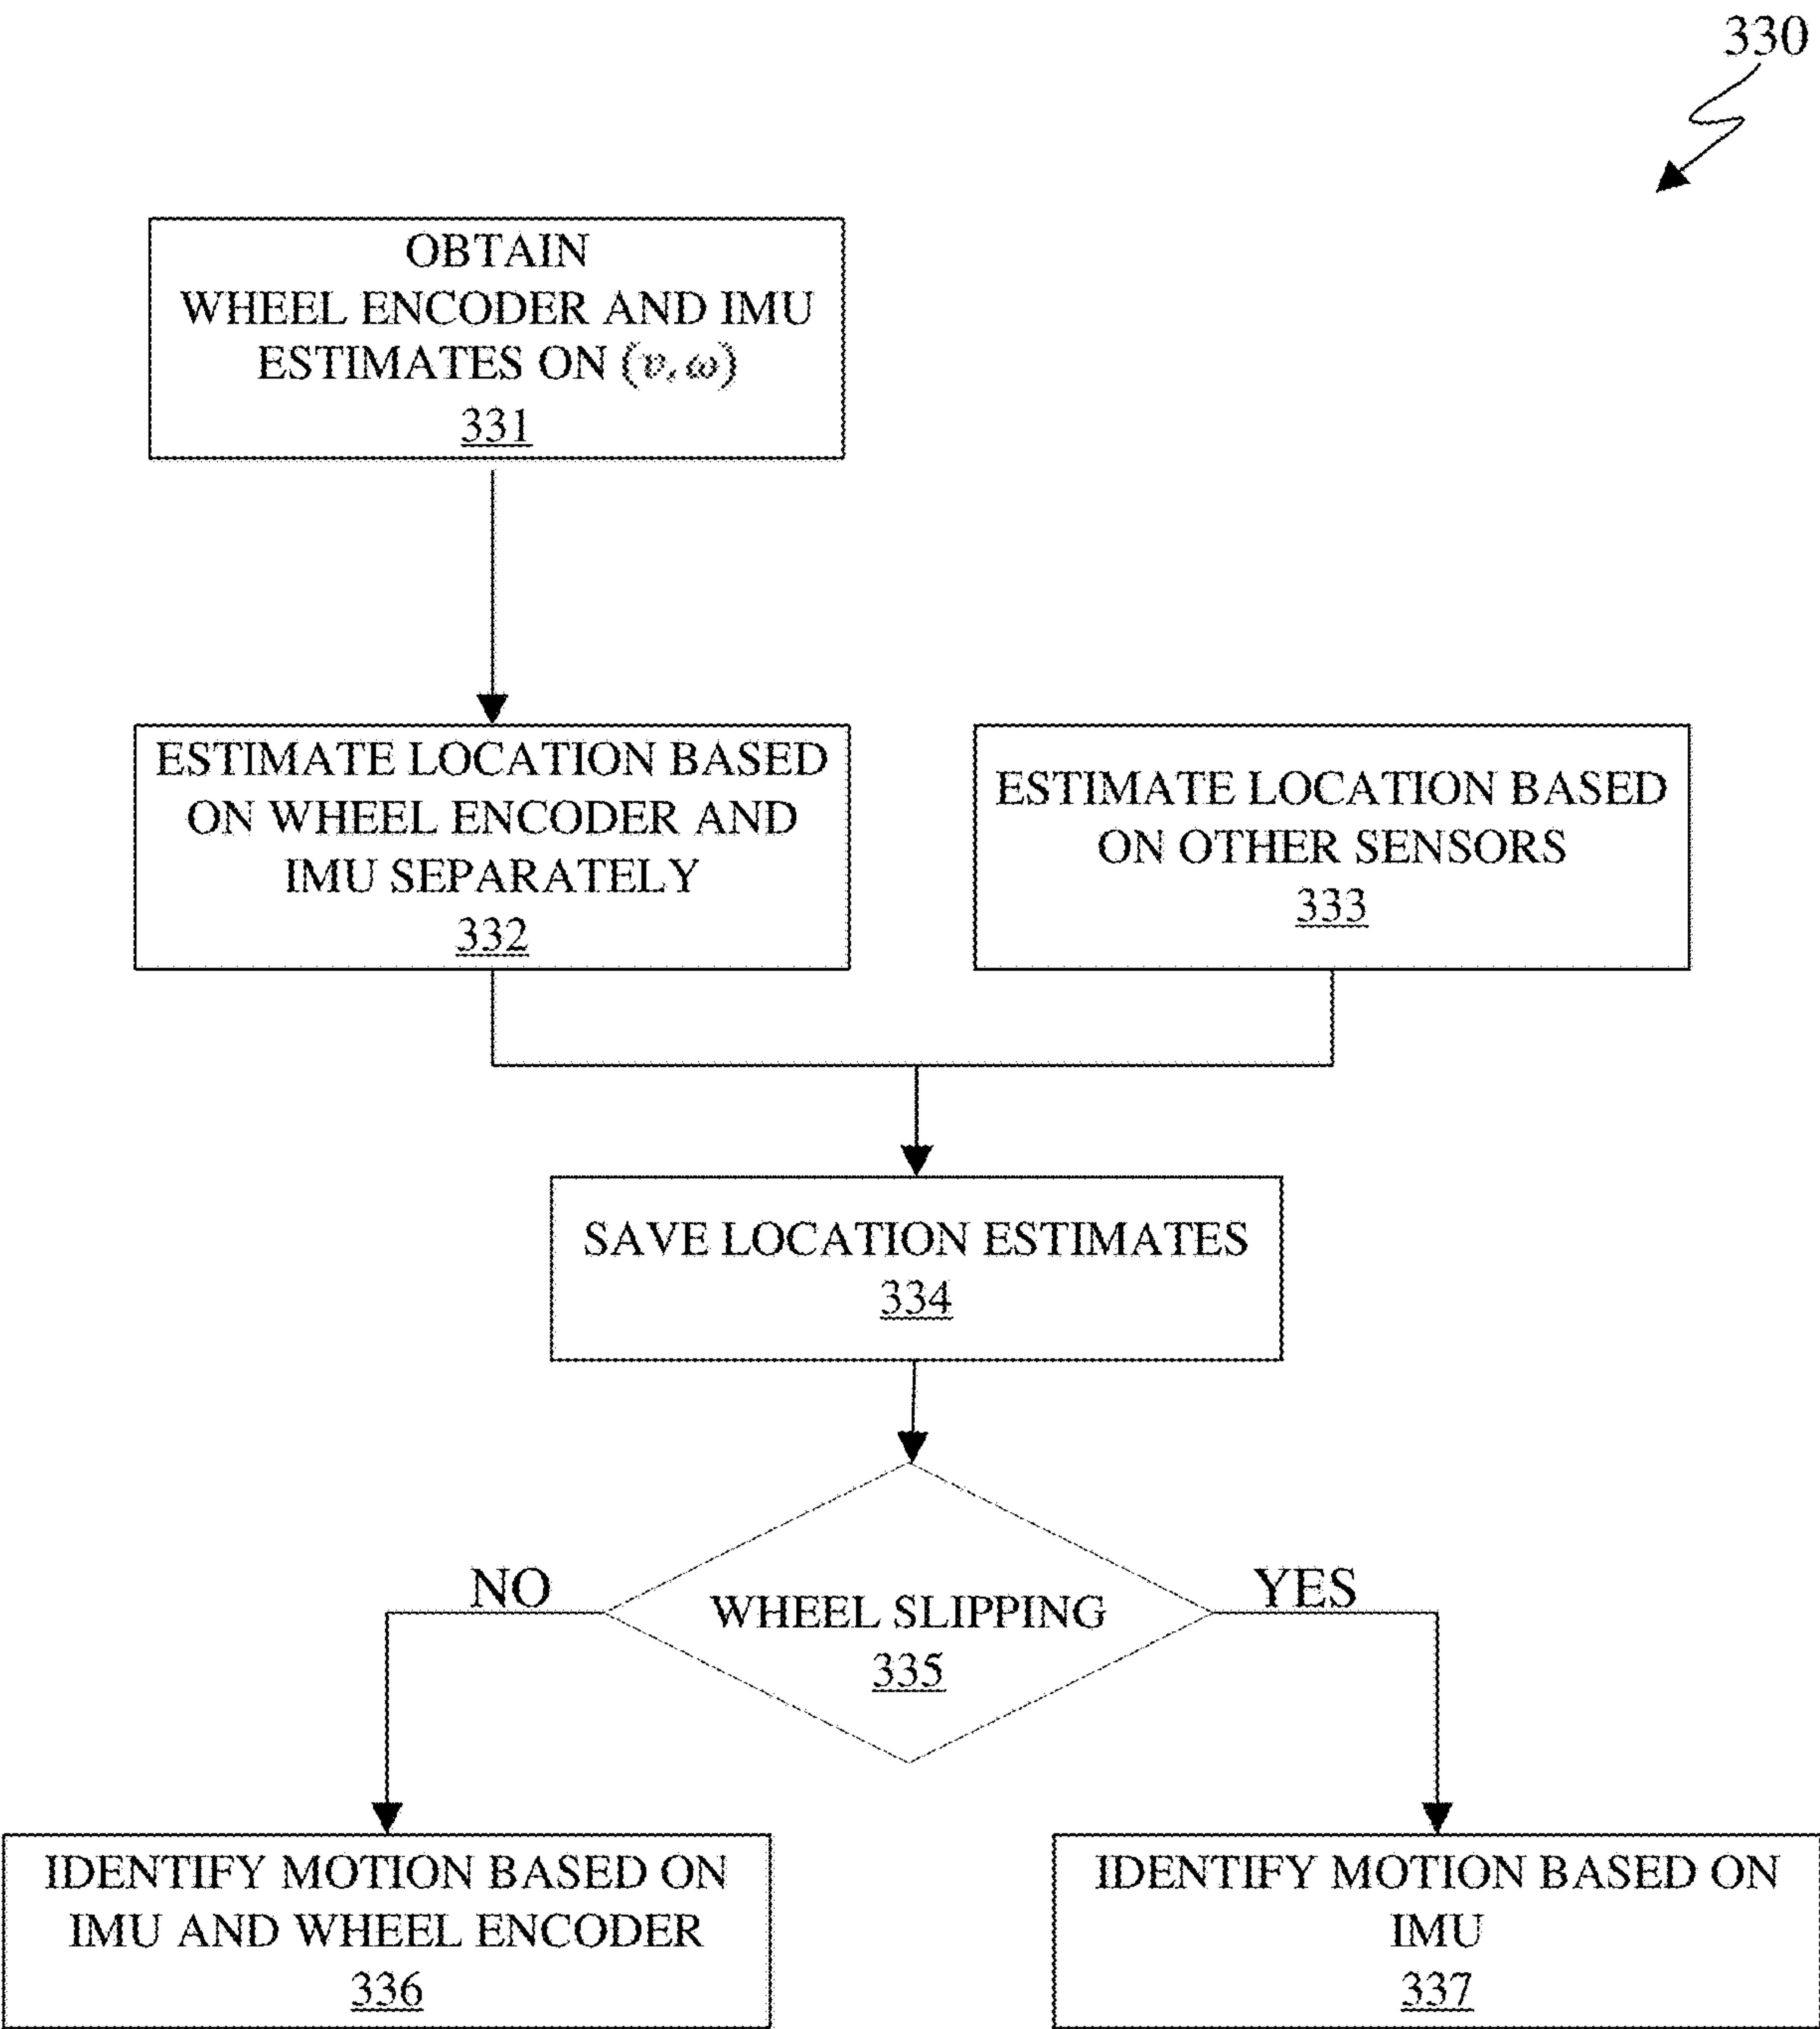 330
OBTAIN
WHEEL ENCODER AND IMU
ESTIMATES ON (v, ω)
331
ESTIMATE LOCATION BASED
ON WHEEL ENCODER AND
IMU SEPARATELY
332
ESTIMATE LOCATION BASED
ON OTHER SENSORS
333
SAVE LOCATION ESTIMATES
334
NO
YES
WHEEL SLIPPING
335
IDENTIFY MOTION BASED ON
IMU AND WHEEL ENCODER
336
IDENTIFY MOTION BASED ON
IMU
337